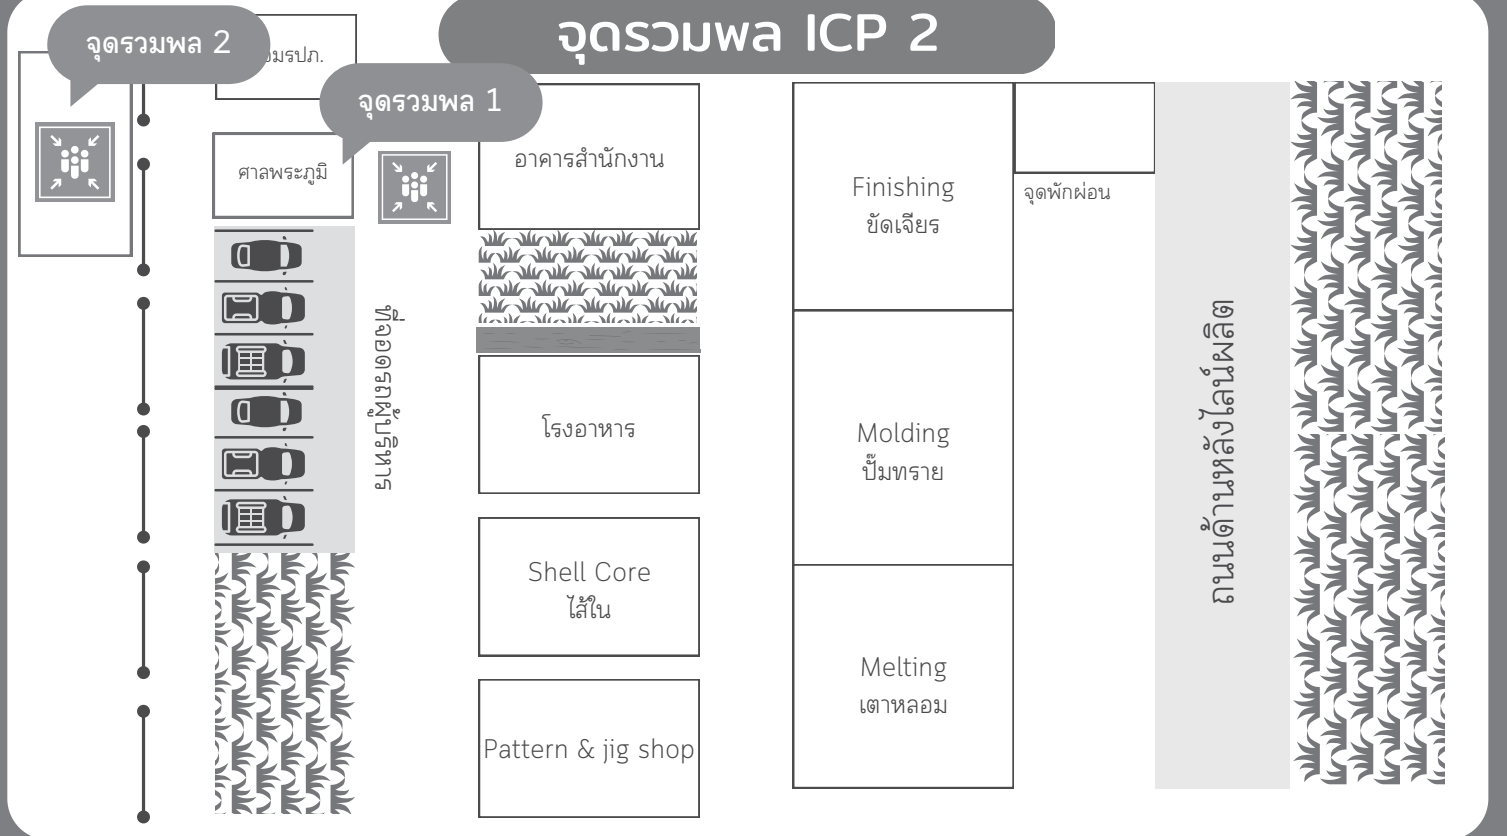 จุดรวมพล ICP 2
จุดรวมพล 2
จุดรวมพล 1
ศาลพระภูมิ
อาคารสำนักงาน
Finishing
ขัดเจียร
จุดพักผ่อน
ที่จอดรถผู้บริหาร
โรงอาหาร
Molding
ปั๊มทราย
ถนนด้านหลังไลน์ผลิต
Shell Core
ไส้ใน
Melting
เตาหลอม
Pattern & jig shop